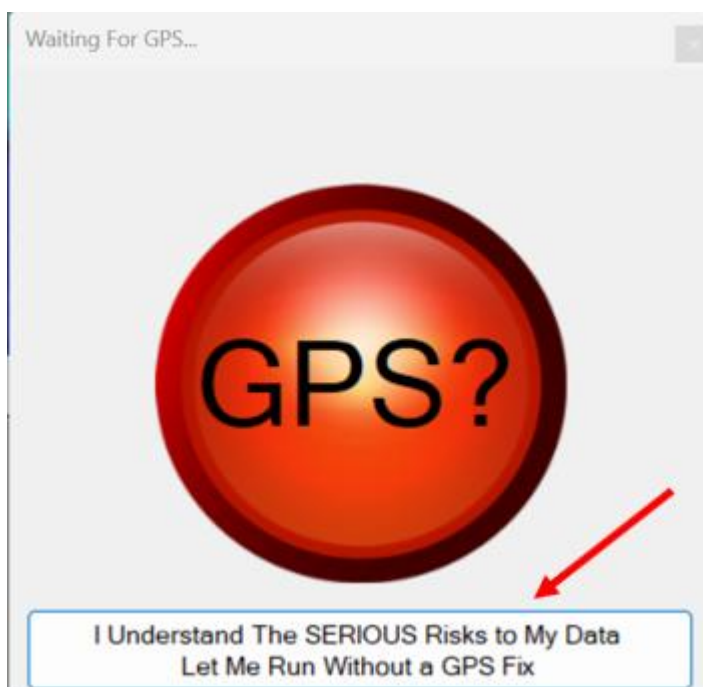 Waiting For GPS...
GPS?
I Understand The SERIOUS Risks to My Data
Let Me Run Without a GPS Fix